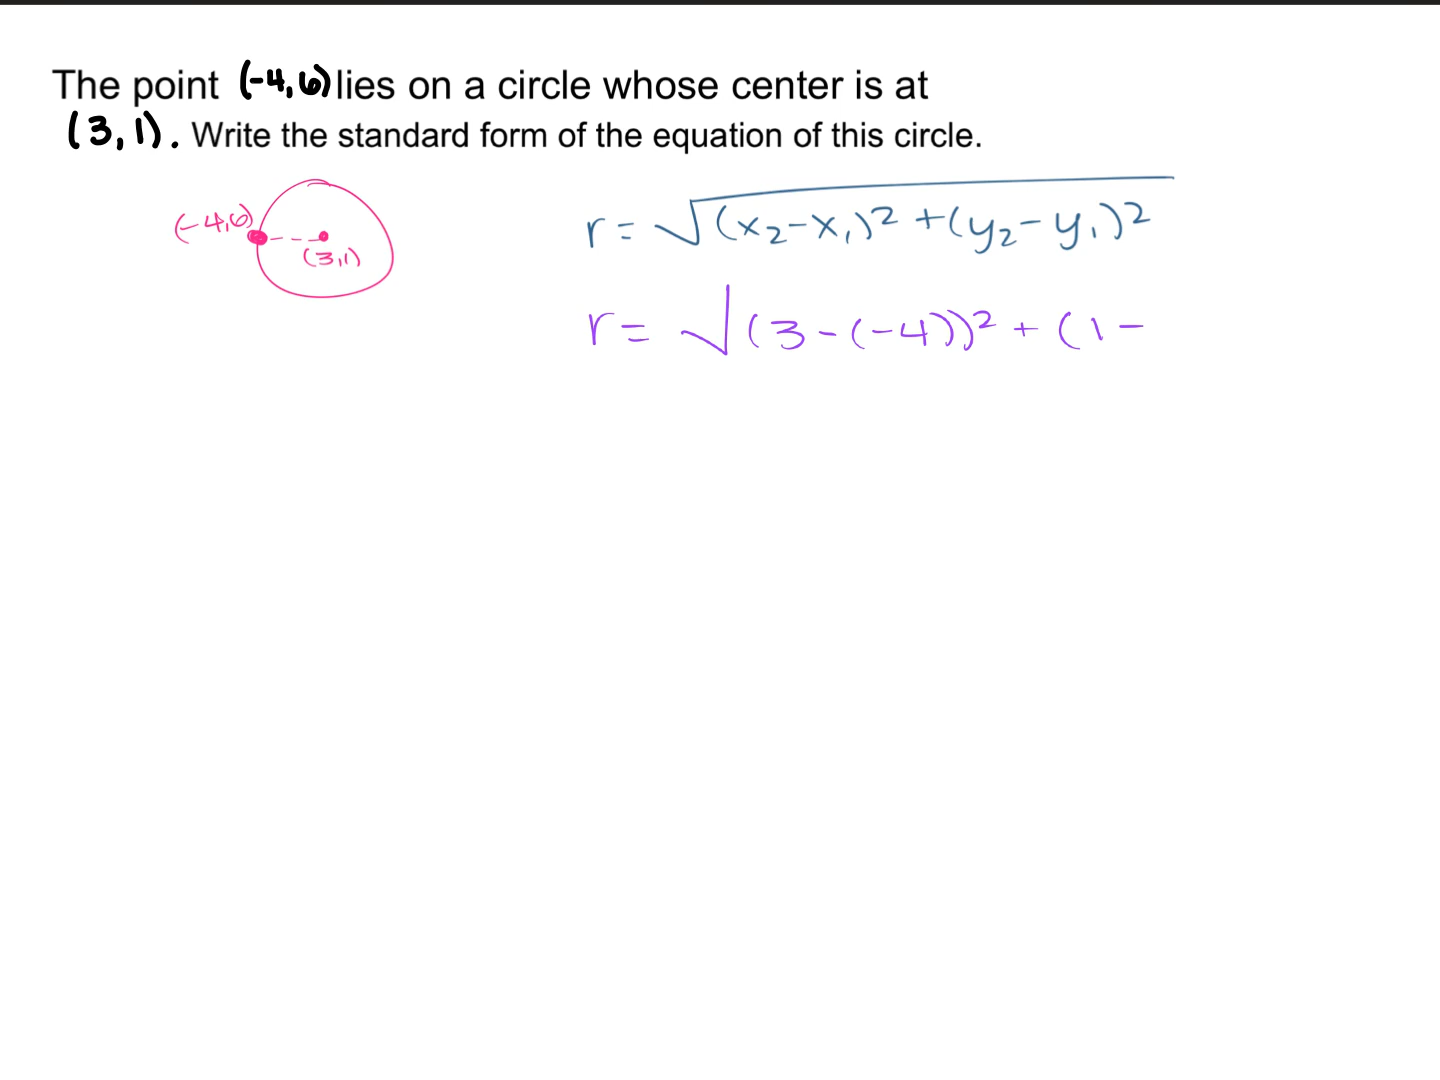 The point (-4,6) lies on a circle whose center is at
(3,1). Write the standard form of the equation of this circle.
(-4,6)
(3,1)
r = √(x₂-x₁)² + (y₂-y₁)²
r = √(3-(-4))² + (1-